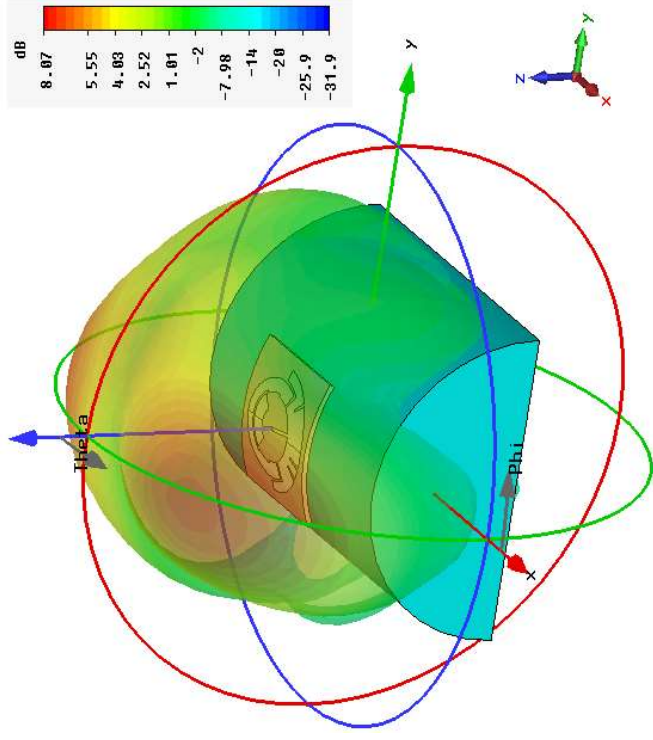 dB
8.07
5.55
4.03
2.52
1.01
-2
-7.98
-14
-20
-25.9
-31.9
y
Theta
Phi
x
z
y
x